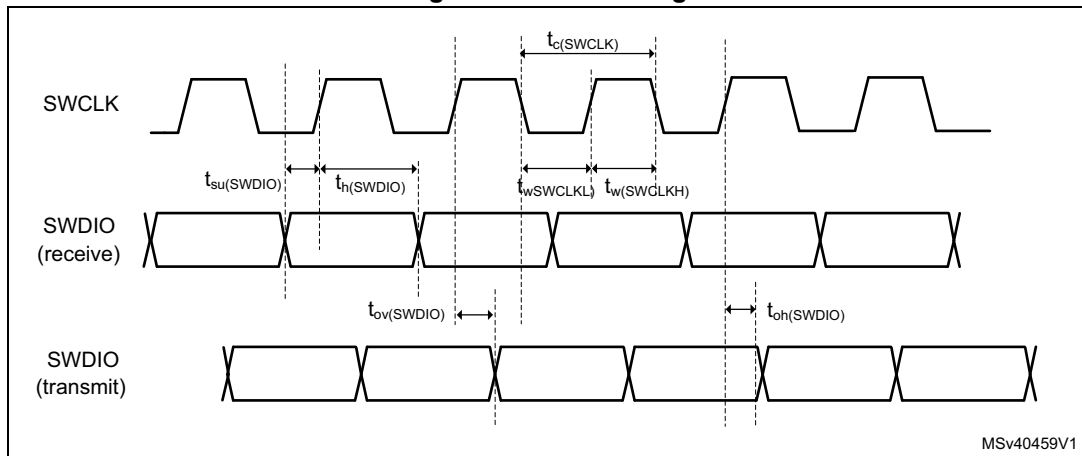 tc(SWCLK)
SWCLK
tsu(SWDIO)
th(SWDIO)
twSWCLKL)
tw(SWCLKH)
SWDIO
(receive)
tov(SWDIO)
toh(SWDIO)
SWDIO
(transmit)
MSv40459V1